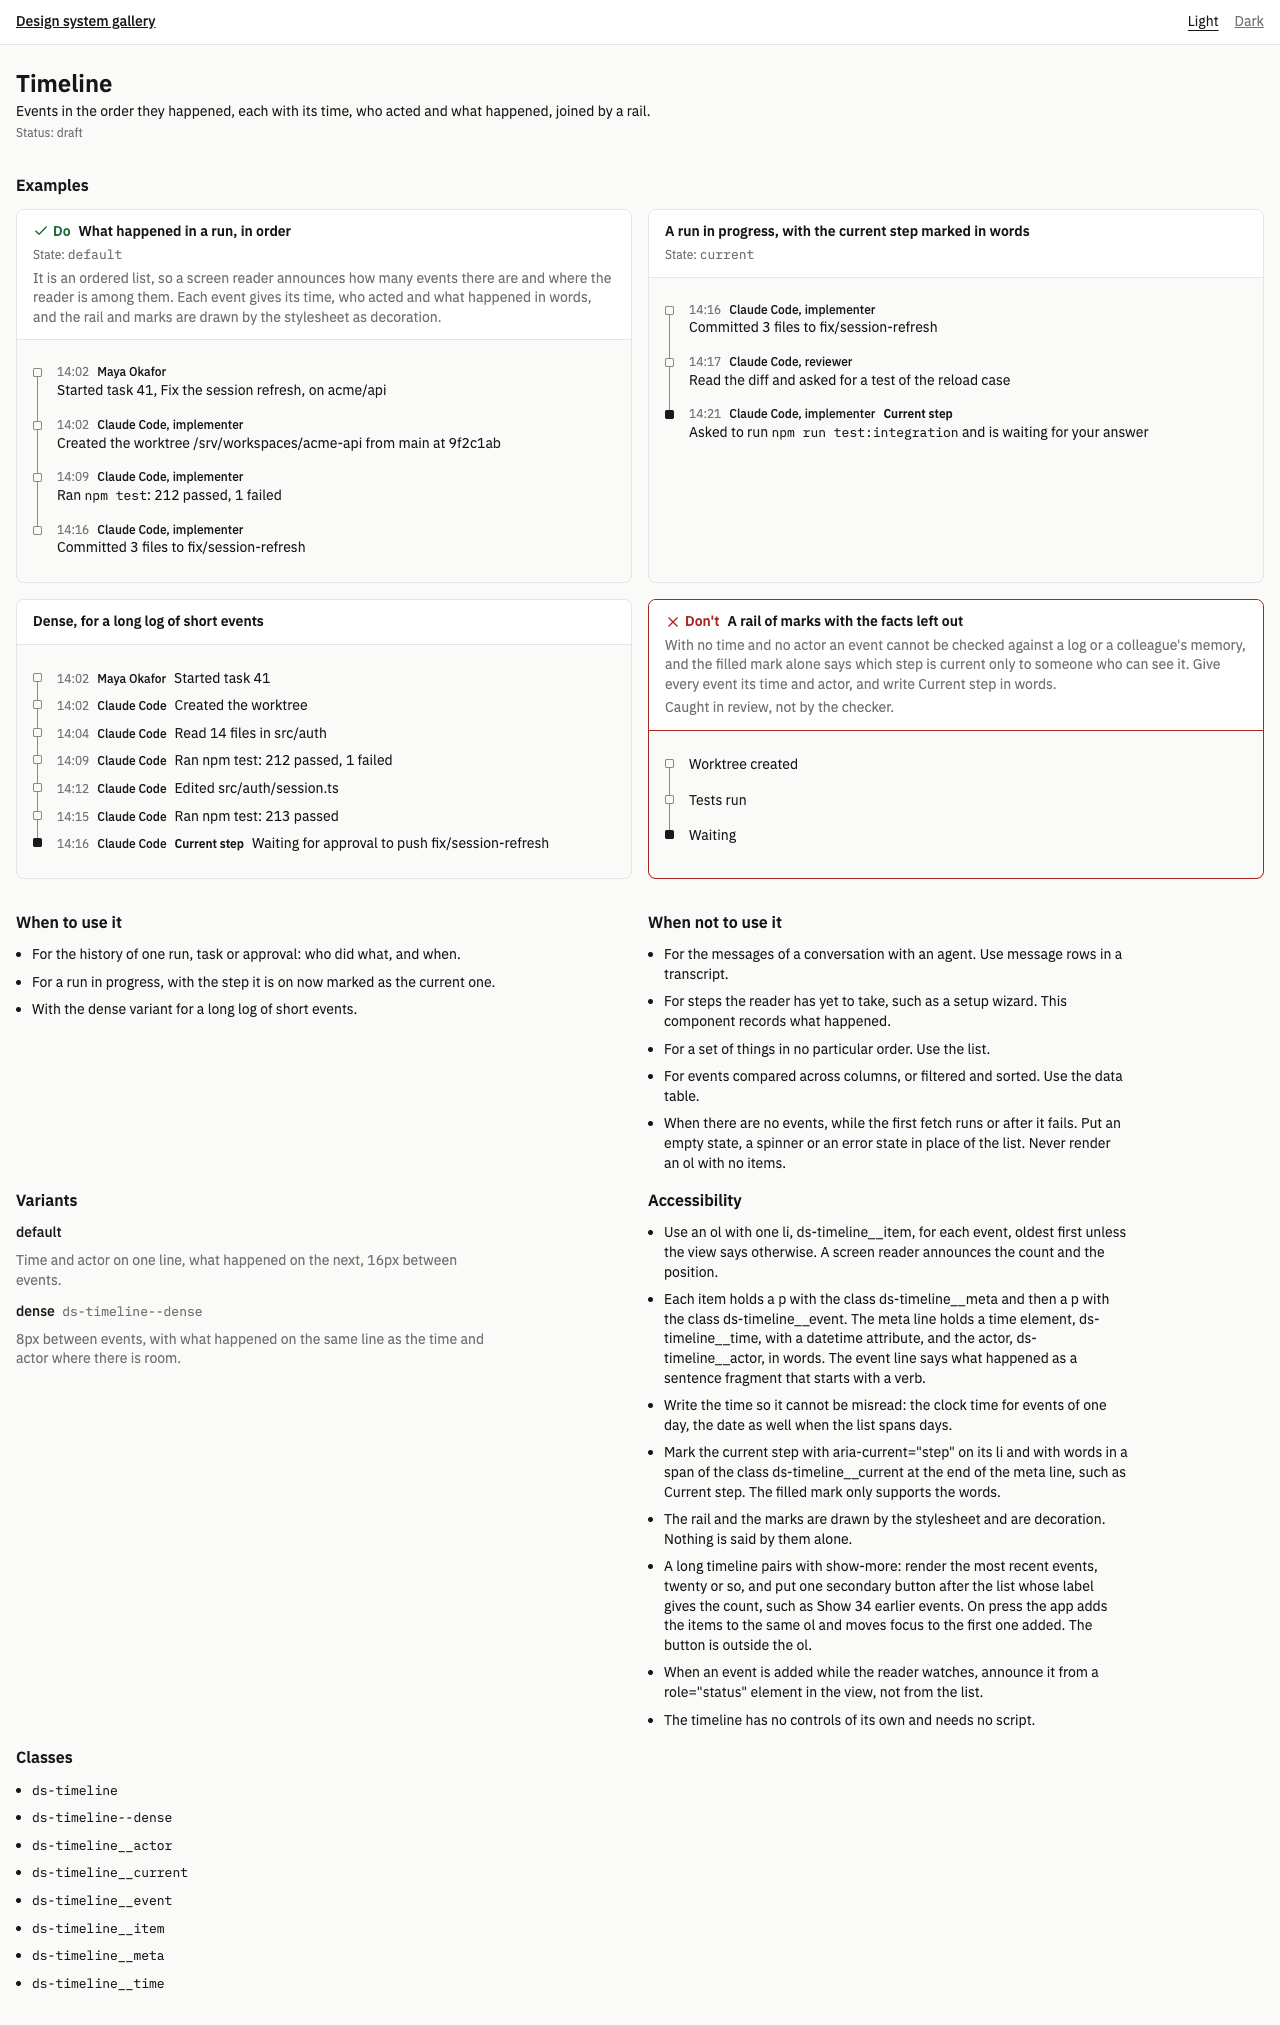 Design system gallery
Light Dark
Timeline
Events in the order they happened, each with its time, who acted and what happened, joined by a rail.
Status: draft
Examples
Do What happened in a run, in order
State: default
It is an ordered list, so a screen reader announces how many events there are and where the
reader is among them. Each event gives its time, who acted and what happened in words,
and the rail and marks are drawn by the stylesheet as decoration.
14:02 Maya Okafor
Started task 41, Fix the session refresh, on acme/api
14:02 Claude Code, implementer
Created the worktree /srv/workspaces/acme-api from main at 9f2c1ab
14:09 Claude Code, implementer
Ran npm test: 212 passed, 1 failed
14:16 Claude Code, implementer
Committed 3 files to fix/session-refresh
A run in progress, with the current step marked in words
State: current
14:16 Claude Code, implementer
Committed 3 files to fix/session-refresh
14:17 Claude Code, reviewer
Read the diff and asked for a test of the reload case
14:21 Claude Code, implementer Current step
Asked to run npm run test:integration and is waiting for your answer
Dense, for a long log of short events
14:02 Maya Okafor Started task 41
14:02 Claude Code Created the worktree
14:04 Claude Code Read 14 files in src/auth
14:09 Claude Code Ran npm test: 212 passed, 1 failed
14:12 Claude Code Edited src/auth/session.ts
14:15 Claude Code Ran npm test: 213 passed
14:16 Claude Code Current step Waiting for approval to push fix/session-refresh
Don't A rail of marks with the facts left out
With no time and no actor an event cannot be checked against a log or a colleague's memory,
and the filled mark alone says which step is current only to someone who can see it. Give
every event its time and actor, and write Current step in words.
Caught in review, not by the checker.
Worktree created
Tests run
Waiting
When to use it
For the history of one run, task or approval: who did what, and when.
For a run in progress, with the step it is on now marked as the current one.
With the dense variant for a long log of short events.
When not to use it
For the messages of a conversation with an agent. Use message rows in a
transcript.
For steps the reader has yet to take, such as a setup wizard. This
component records what happened.
For a set of things in no particular order. Use the list.
For events compared across columns, or filtered and sorted. Use the data
table.
When there are no events, while the first fetch runs or after it fails. Put an
empty state, a spinner or an error state in place of the list. Never render
an ol with no items.
Variants
default
Time and actor on one line, what happened on the next, 16px between
events.
dense ds-timeline--dense
8px between events, with what happened on the same line as the time and
actor where there is room.
Accessibility
Use an ol with one li, ds-timeline__item, for each event, oldest first unless
the view says otherwise. A screen reader announces the count and the
position.
Each item holds a p with the class ds-timeline__meta and then a p with
the class ds-timeline__event. The meta line holds a time element, ds-
timeline__time, with a datetime attribute, and the actor, ds-
timeline__actor, in words. The event line says what happened as a
sentence fragment that starts with a verb.
Write the time so it cannot be misread: the clock time for events of one
day, the date as well when the list spans days.
Mark the current step with aria-current="step" on its li and with words in a
span of the class ds-timeline__current at the end of the meta line, such as
Current step. The filled mark only supports the words.
The rail and the marks are drawn by the stylesheet and are decoration.
Nothing is said by them alone.
A long timeline pairs with show-more: render the most recent events,
twenty or so, and put one secondary button after the list whose label
gives the count, such as Show 34 earlier events. On press the app adds
the items to the same ol and moves focus to the first one added. The
button is outside the ol.
When an event is added while the reader watches, announce it from a
role="status" element in the view, not from the list.
The timeline has no controls of its own and needs no script.
Classes
ds-timeline
ds-timeline--dense
ds-timeline__actor
ds-timeline__current
ds-timeline__event
ds-timeline__item
ds-timeline__meta
ds-timeline__time